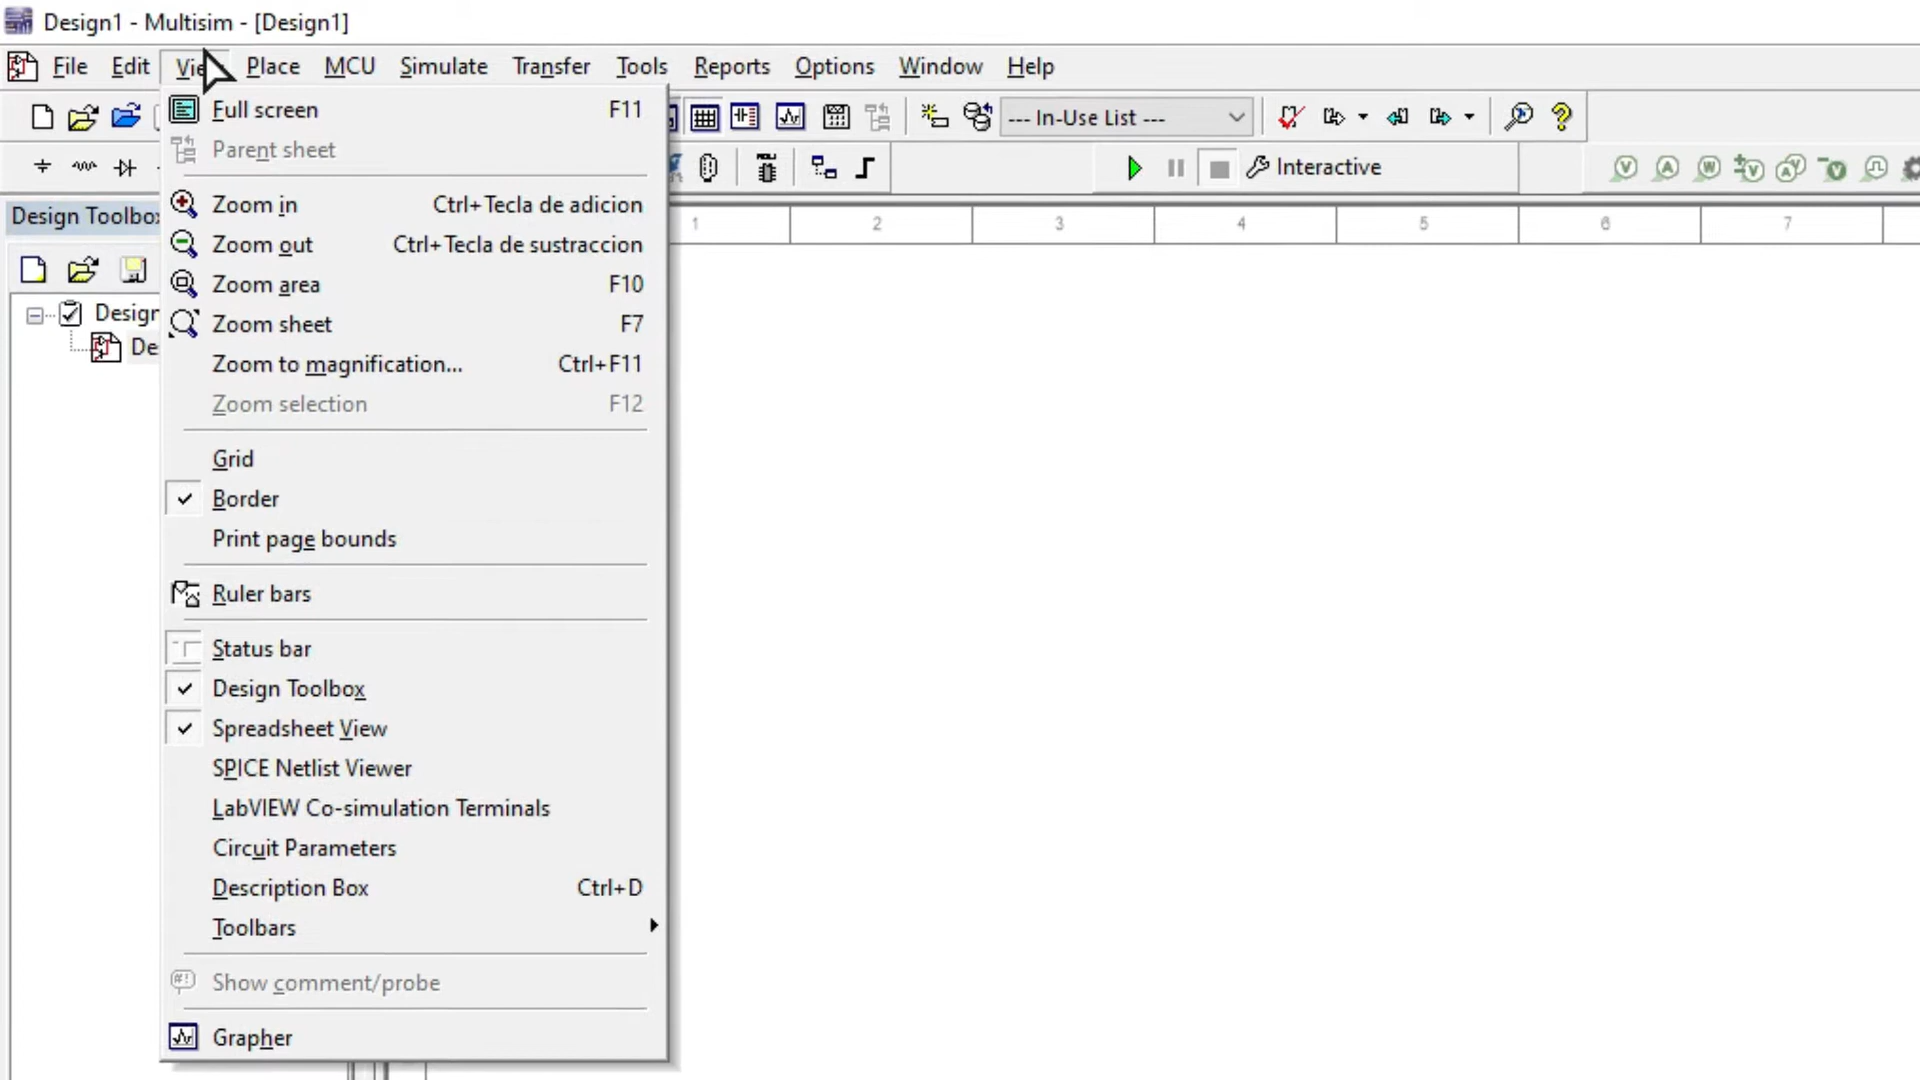 Design1 - Multisim - [Design1]
File Edit Place MCU Simulate Transfer Tools Reports Options Window Help
Full screen F11
--- In-Use List ---
Parent sheet
Interactive
Design Toolbox
Zoom in Ctrl+Tecla de adicion
1 2 3 4 5 6 7
Zoom out Ctrl+Tecla de sustraccion
Zoom area F10
Design
Zoom sheet F7
De
Zoom to magnification... Ctrl+F11
Zoom selection F12
Grid
Border
Print page bounds
Ruler bars
Status bar
Design Toolbox
Spreadsheet View
SPICE Netlist Viewer
LabVIEW Co-simulation Terminals
Circuit Parameters
Description Box Ctrl+D
Toolbars
Show comment/probe
Grapher